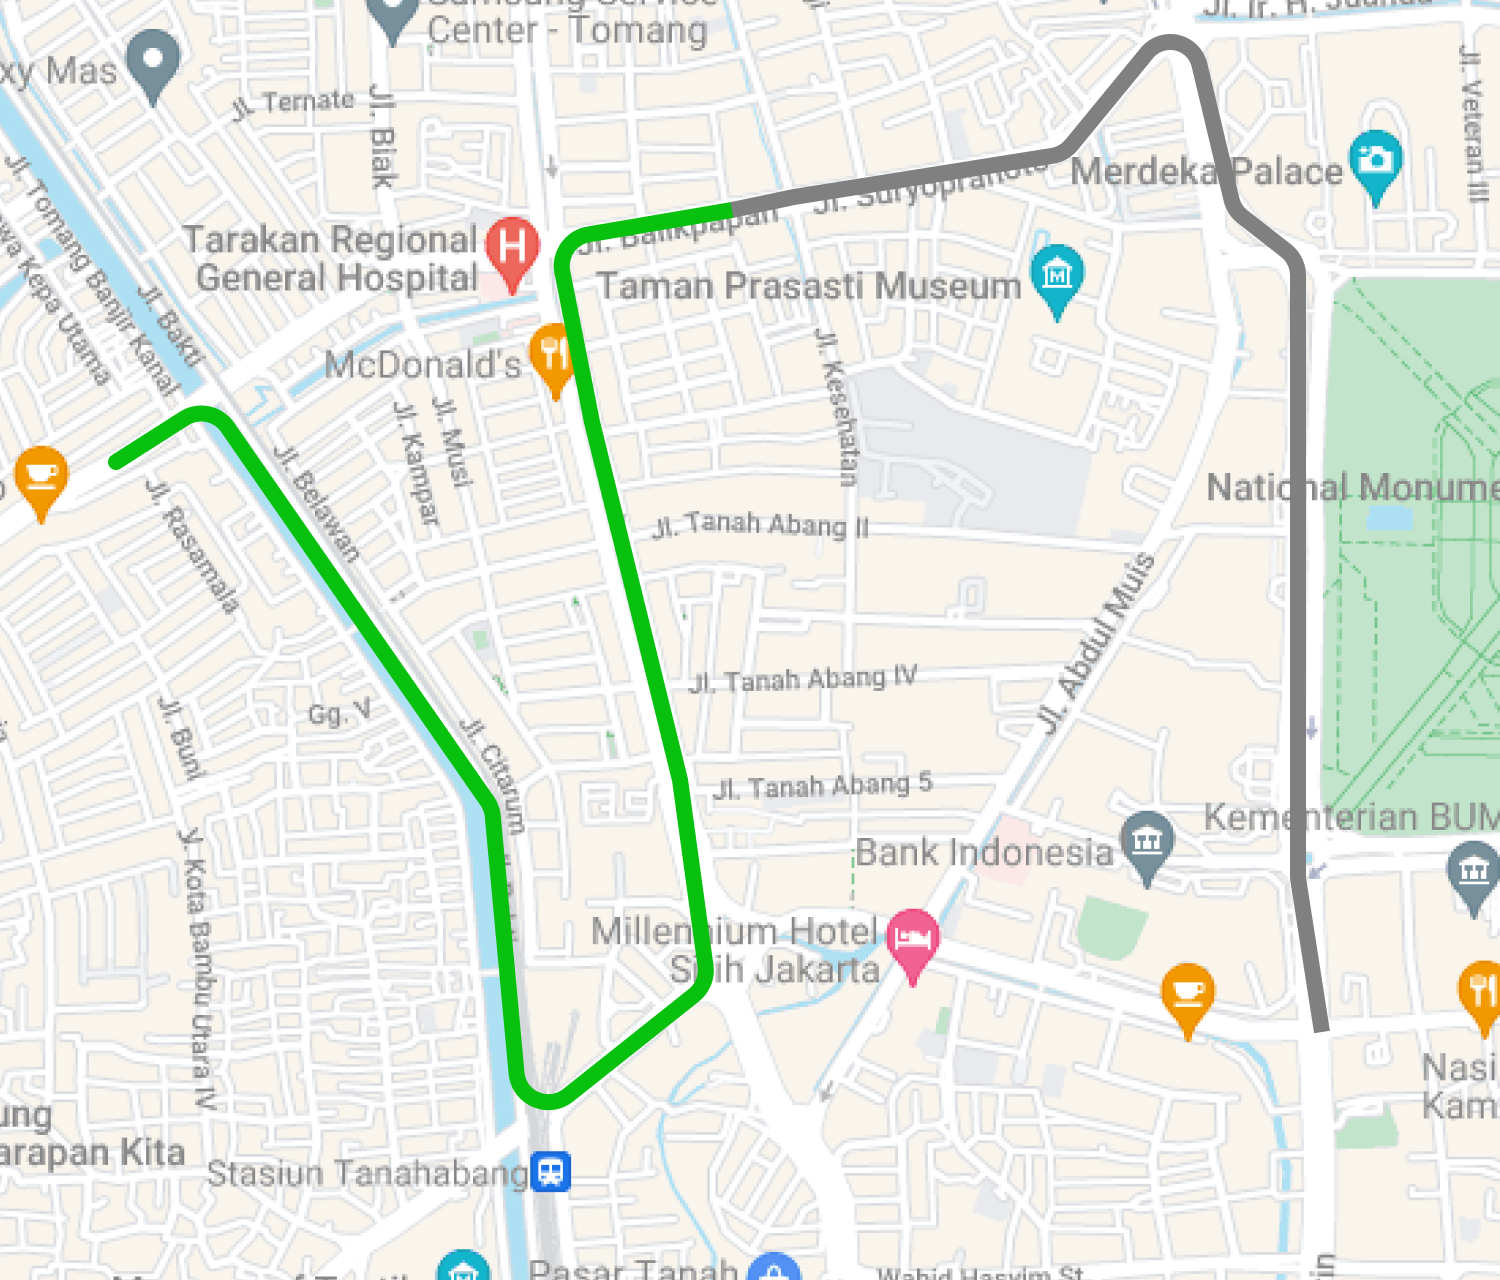 Center - Tomang
Jl. Ir. H. Juanda
xy Mas
Jl. Ternate
Jl. Biak
Jl. Veteran III
Merdeka Palace
Jl. Tomang Banjir Kanal
Jl. Suryopranoto
Jl. Balikpapan
Tarakan Regional
General Hospital
Taman Prasasti Museum
wa Kepa Utama
Jl. Bakti
McDonald's
Jl. Kesehatan
Jl. Musi
Jl. Kampar
Jl. Belawan
Jl. Rasamala
National Monume
Jl. Tanah Abang II
Jl. Abdul Muis
Jl. Tanah Abang IV
Gg. V
Jl. Buni
Jl. Citarum
Jl. Tanah Abang 5
Kementerian BUM
Bank Indonesia
Jl. Kota Bambu Utara IV
Millennium Hotel
Sirih Jakarta
Nasi
Kam
ung
arapan Kita
Stasiun Tanahabang
Pasar Tanah
Wahid Hasyim St
in